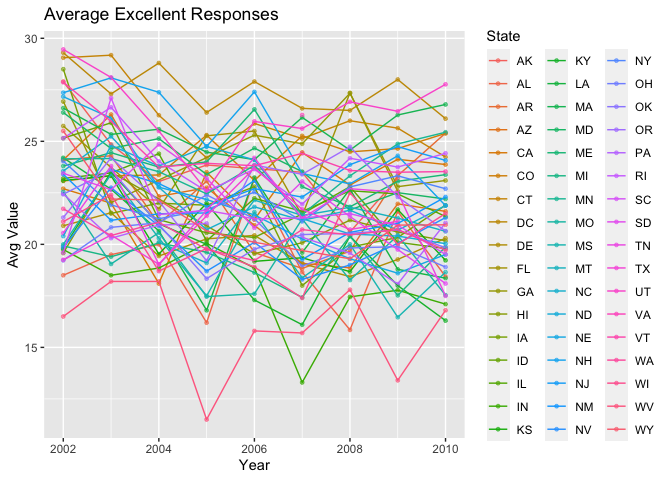 Average Excellent Responses
30
25
20
15
Avg Value
2002
2004
2006
2008
2010
Year
State
AK
AL
AR
AZ
CA
CO
CT
DC
DE
FL
GA
HI
IA
ID
IL
IN
KS
KY
LA
MA
MD
ME
MI
MN
MO
MS
MT
NC
ND
NE
NH
NJ
NM
NV
NY
OH
OK
OR
PA
RI
SC
SD
TN
TX
UT
VA
VT
WA
WI
WV
WY